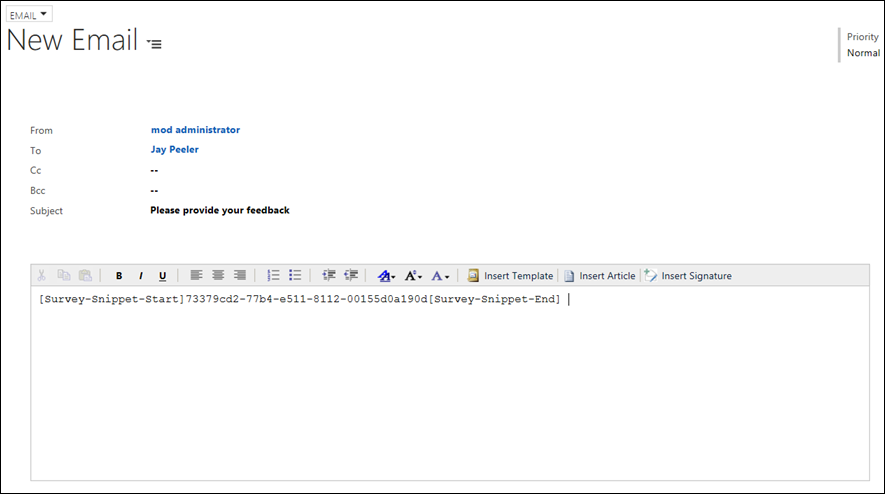 EMAIL
New Email
Priority
Normal
From mod administrator
To Jay Peeler
Cc --
Bcc --
Subject Please provide your feedback
B I U A A A Insert Template Insert Article Insert Signature
[Survey-Snippet-Start]73379cd2-77b4-e511-8112-00155d0a190d[Survey-Snippet-End]